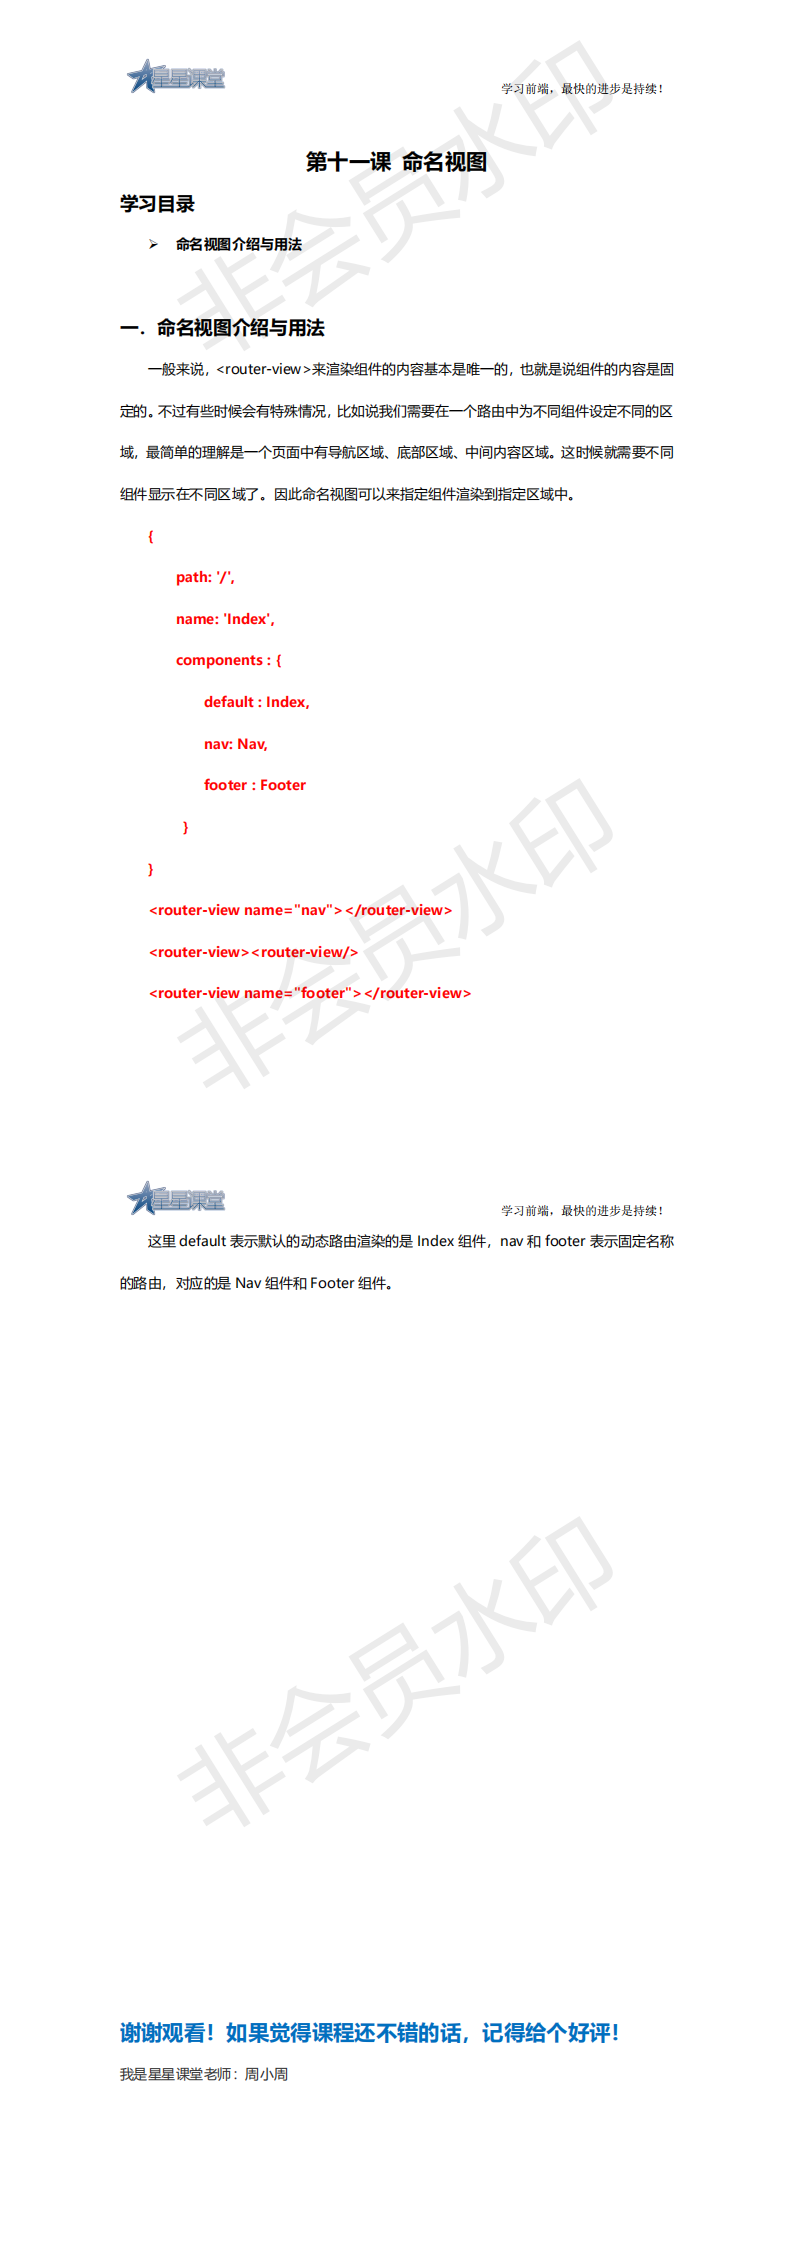 星星课堂
学习前端，最快的进步是持续！
第十一课 命名视图
学习目录
➢ 命名视图介绍与用法
一．命名视图介绍与用法
一般来说，<router-view>来渲染组件的内容基本是唯一的，也就是说组件的内容是固
定的。不过有些时候会有特殊情况，比如说我们需要在一个路由中为不同组件设定不同的区
域，最简单的理解是一个页面中有导航区域、底部区域、中间内容区域。这时候就需要不同
组件显示在不同区域了。因此命名视图可以来指定组件渲染到指定区域中。
{
path: '/',
name: 'Index',
components : {
default : Index,
nav: Nav,
footer : Footer
}
}
<router-view name="nav"></router-view>
<router-view><router-view/>
<router-view name="footer"></router-view>
非会员水印
非会员水印
星星课堂
学习前端，最快的进步是持续！
这里 default 表示默认的动态路由渲染的是 Index 组件，nav 和 footer 表示固定名称
的路由，对应的是 Nav 组件和 Footer 组件。
非会员水印
谢谢观看！如果觉得课程还不错的话，记得给个好评！
我是星星课堂老师：周小周